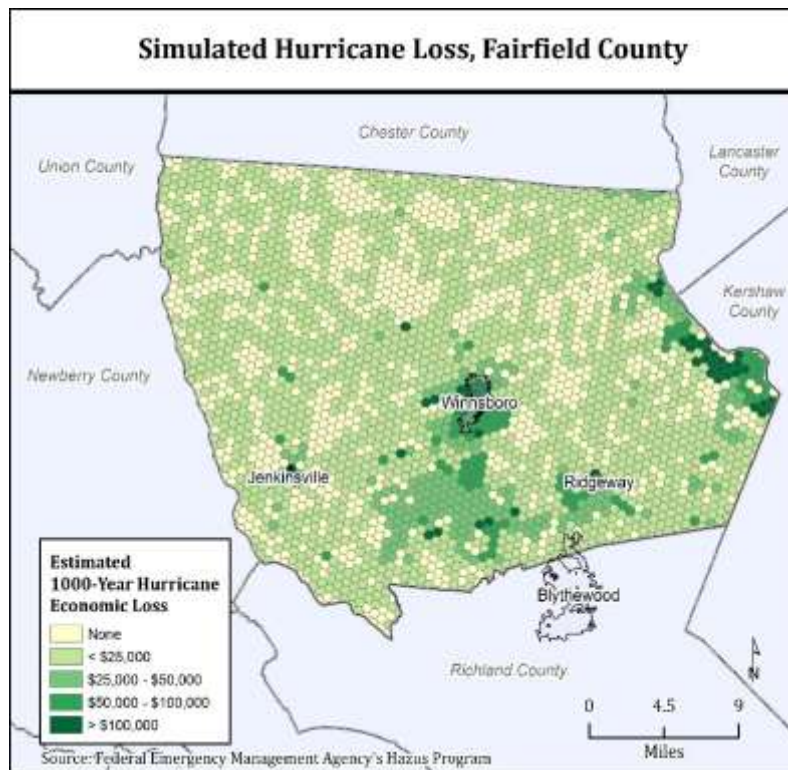 Simulated Hurricane Loss, Fairfield County
Chester County
Union County
Lancaster
County
Kershaw
County
Newberry County
Winnsboro
Jenkinsville
Ridgeway
Estimated
1000-Year Hurricane
Economic Loss
None
< $25,000
$25,000 - $50,000
$50,000 - $100,000
> $100,000
Blythewood
Richland County
N
0 4.5 9
Miles
Source: Federal Emergency Management Agency's Hazus Program